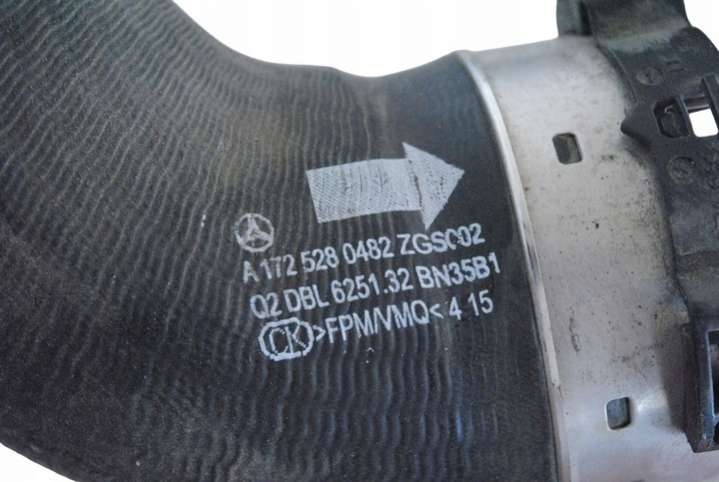 A 172 528 0482 ZGS002
Q2 DBL 6251.32 BN35B1
CK >FPM/VMQ< 4 15